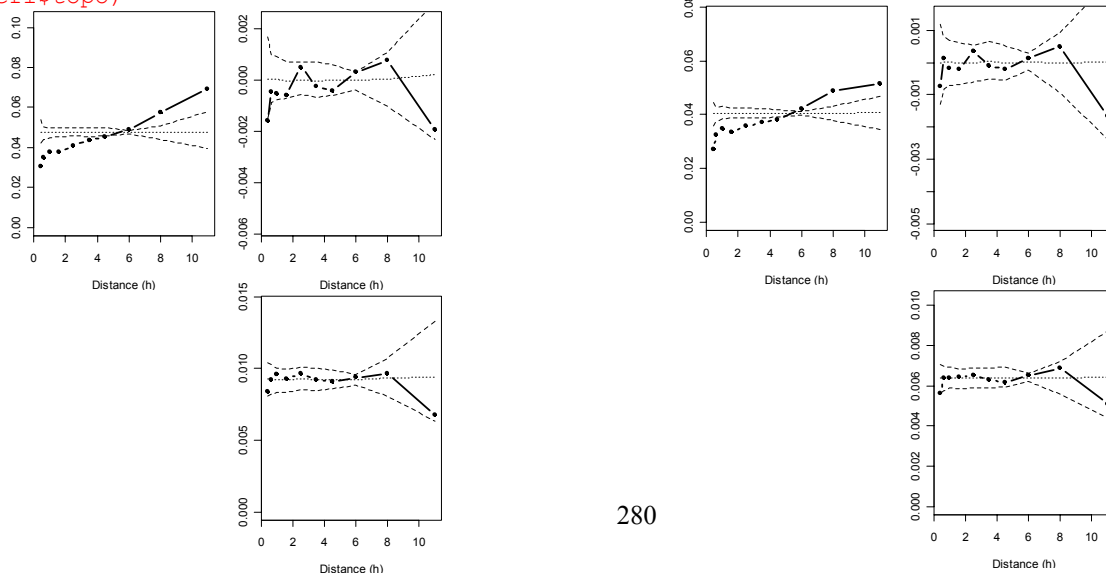 $topo)
0.00 0.02 0.04 0.06 0.08 0.10
0 2 4 6 8 10
Distance (h)
-0.006 -0.004 -0.002 0.000 0.002
0 2 4 6 8 10
Distance (h)
0.00 0.02 0.04 0.06 0.08
0 2 4 6 8 10
Distance (h)
-0.005 -0.003 -0.001 0.001
0 2 4 6 8 10
Distance (h)
0.000 0.005 0.010 0.015
0 2 4 6 8 10
Distance (h)
280
0.000 0.002 0.004 0.006 0.008 0.010
0 2 4 6 8 10
Distance (h)